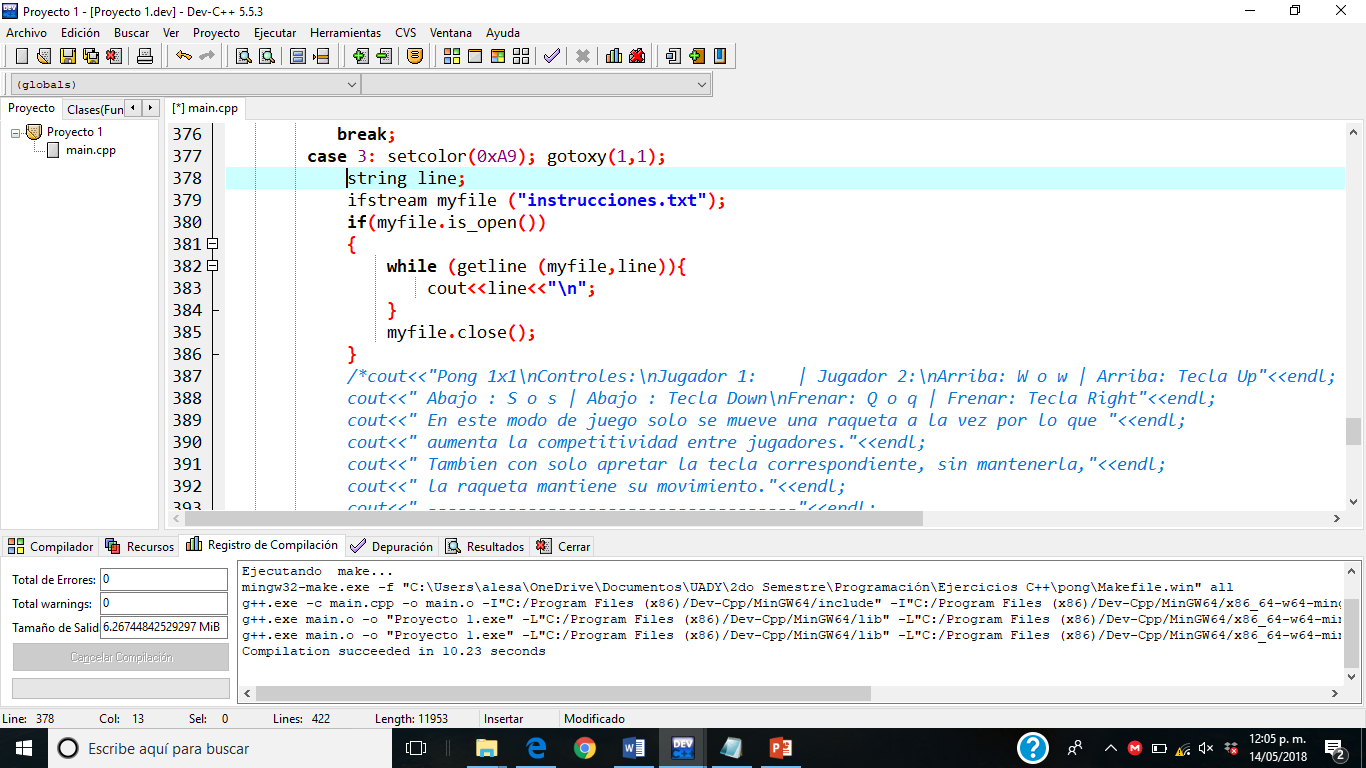 Proyecto 1 - [Proyecto 1.dev] - Dev-C++ 5.5.3
Archivo Edición Buscar Ver Proyecto Ejecutar Herramientas CVS Ventana Ayuda
(globals)
Proyecto Clases(Fun
[*] main.cpp
Proyecto 1
main.cpp
376 break;
377 case 3: setcolor(0xA9); gotoxy(1,1);
378 string line;
379 ifstream myfile ("instrucciones.txt");
380 if(myfile.is_open())
381 {
382 while (getline (myfile,line)){
383 cout<<line<<"\n";
384 }
385 myfile.close();
386 }
387 /*cout<<"Pong 1x1\nControles:\nJugador 1:    | Jugador 2:\nArriba: W o w | Arriba: Tecla Up"<<endl;
388 cout<<" Abajo : S o s | Abajo : Tecla Down\nFrenar: Q o q | Frenar: Tecla Right"<<endl;
389 cout<<" En este modo de juego solo se mueve una raqueta a la vez por lo que "<<endl;
390 cout<<" aumenta la competitividad entre jugadores."<<endl;
391 cout<<" Tambien con solo apretar la tecla correspondiente, sin mantenerla,"<<endl;
392 cout<<" la raqueta mantiene su movimiento."<<endl;
393 cout<<" -------------------------------------"<<endl;
Compilador Recursos Registro de Compilación Depuración Resultados Cerrar
Total de Errores: 0
Total warnings: 0
Tamaño de Salid 6.26744842529297 MiB
Cancelar Compilación
Ejecutando  make...
mingw32-make.exe -f "C:\Users\alesa\OneDrive\Documentos\UADY\2do Semestre\Programación\Ejercicios C++\pong\Makefile.win" all
g++.exe -c main.cpp -o main.o -I"C:/Program Files (x86)/Dev-Cpp/MinGW64/include" -I"C:/Program Files (x86)/Dev-Cpp/MinGW64/x86_64-w64-ming
g++.exe main.o -o "Proyecto 1.exe" -L"C:/Program Files (x86)/Dev-Cpp/MinGW64/lib" -L"C:/Program Files (x86)/Dev-Cpp/MinGW64/x86_64-w64-min
g++.exe main.o -o "Proyecto 1.exe" -L"C:/Program Files (x86)/Dev-Cpp/MinGW64/lib" -L"C:/Program Files (x86)/Dev-Cpp/MinGW64/x86_64-w64-min
Compilation succeeded in 10.23 seconds
Line: 378 Col: 13 Sel: 0 Lines: 422 Length: 11953 Insertar Modificado
Escribe aquí para buscar
12:05 p. m.
14/05/2018
2